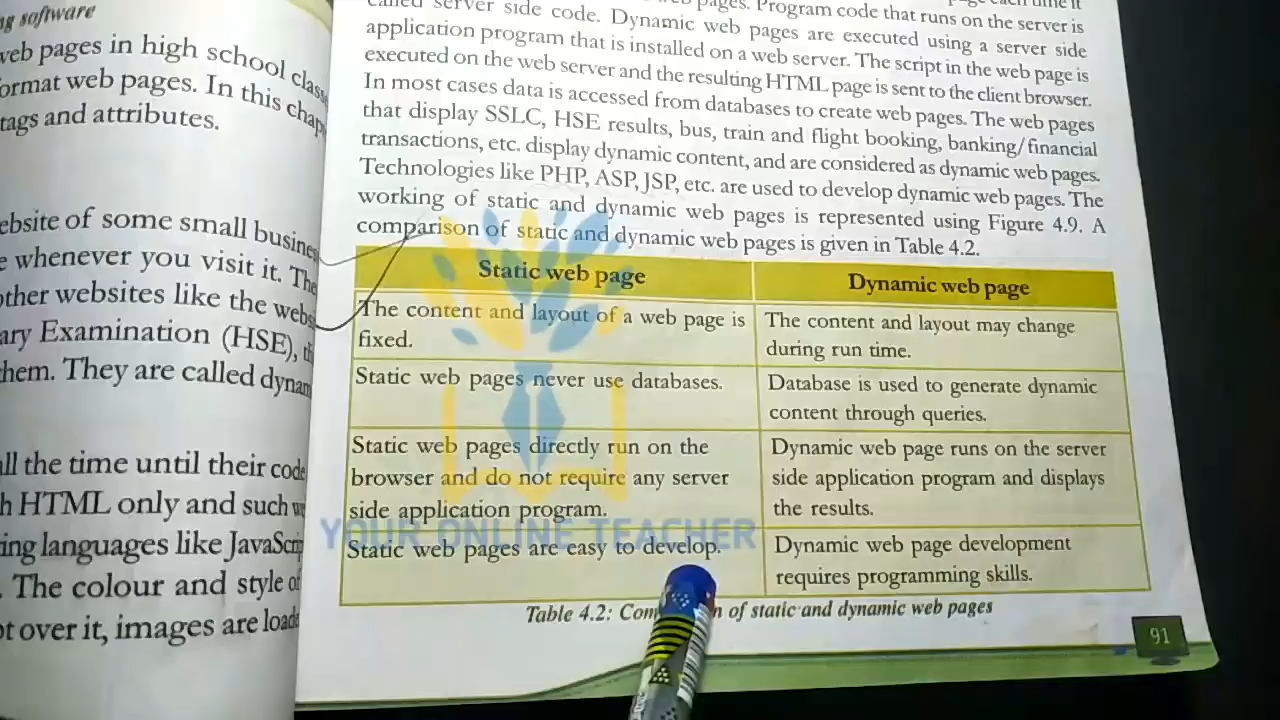 ng software
web pages in high school classe
ormat web pages. In this chap
tags and attributes.
ebsite of some small busines
e whenever you visit it. The
other websites like the webs
ary Examination (HSE), th
hem. They are called dynam
all the time until their code
h HTML only and such w
ing languages like JavaScrip
. The colour and style of
ot over it, images are loade
called server side code. Dynamic web pages are executed using a server side
pages. Program code that runs on the server is
application program that is installed on a web server. The script in the web page is
executed on the web server and the resulting HTML page is sent to the client browser.
In most cases data is accessed from databases to create web pages. The web pages
that display SSLC, HSE results, bus, train and flight booking, banking/financial
transactions, etc. display dynamic content, and are considered as dynamic web pages.
Technologies like PHP, ASP, JSP, etc. are used to develop dynamic web pages. The
working of static and dynamic web pages is represented using Figure 4.9. A
comparison of static and dynamic web pages is given in Table 4.2.
Static web page
Dynamic web page
The content and layout of a web page is
fixed.
The content and layout may change
during run time.
Static web pages never use databases.
Database is used to generate dynamic
content through queries.
Static web pages directly run on the
browser and do not require any server
side application program.
Dynamic web page runs on the server
side application program and displays
the results.
YOUR ONLINE TEACHER
Static web pages are easy to develop.
Dynamic web page development
requires programming skills.
Table 4.2: Com n of static and dynamic web pages
91